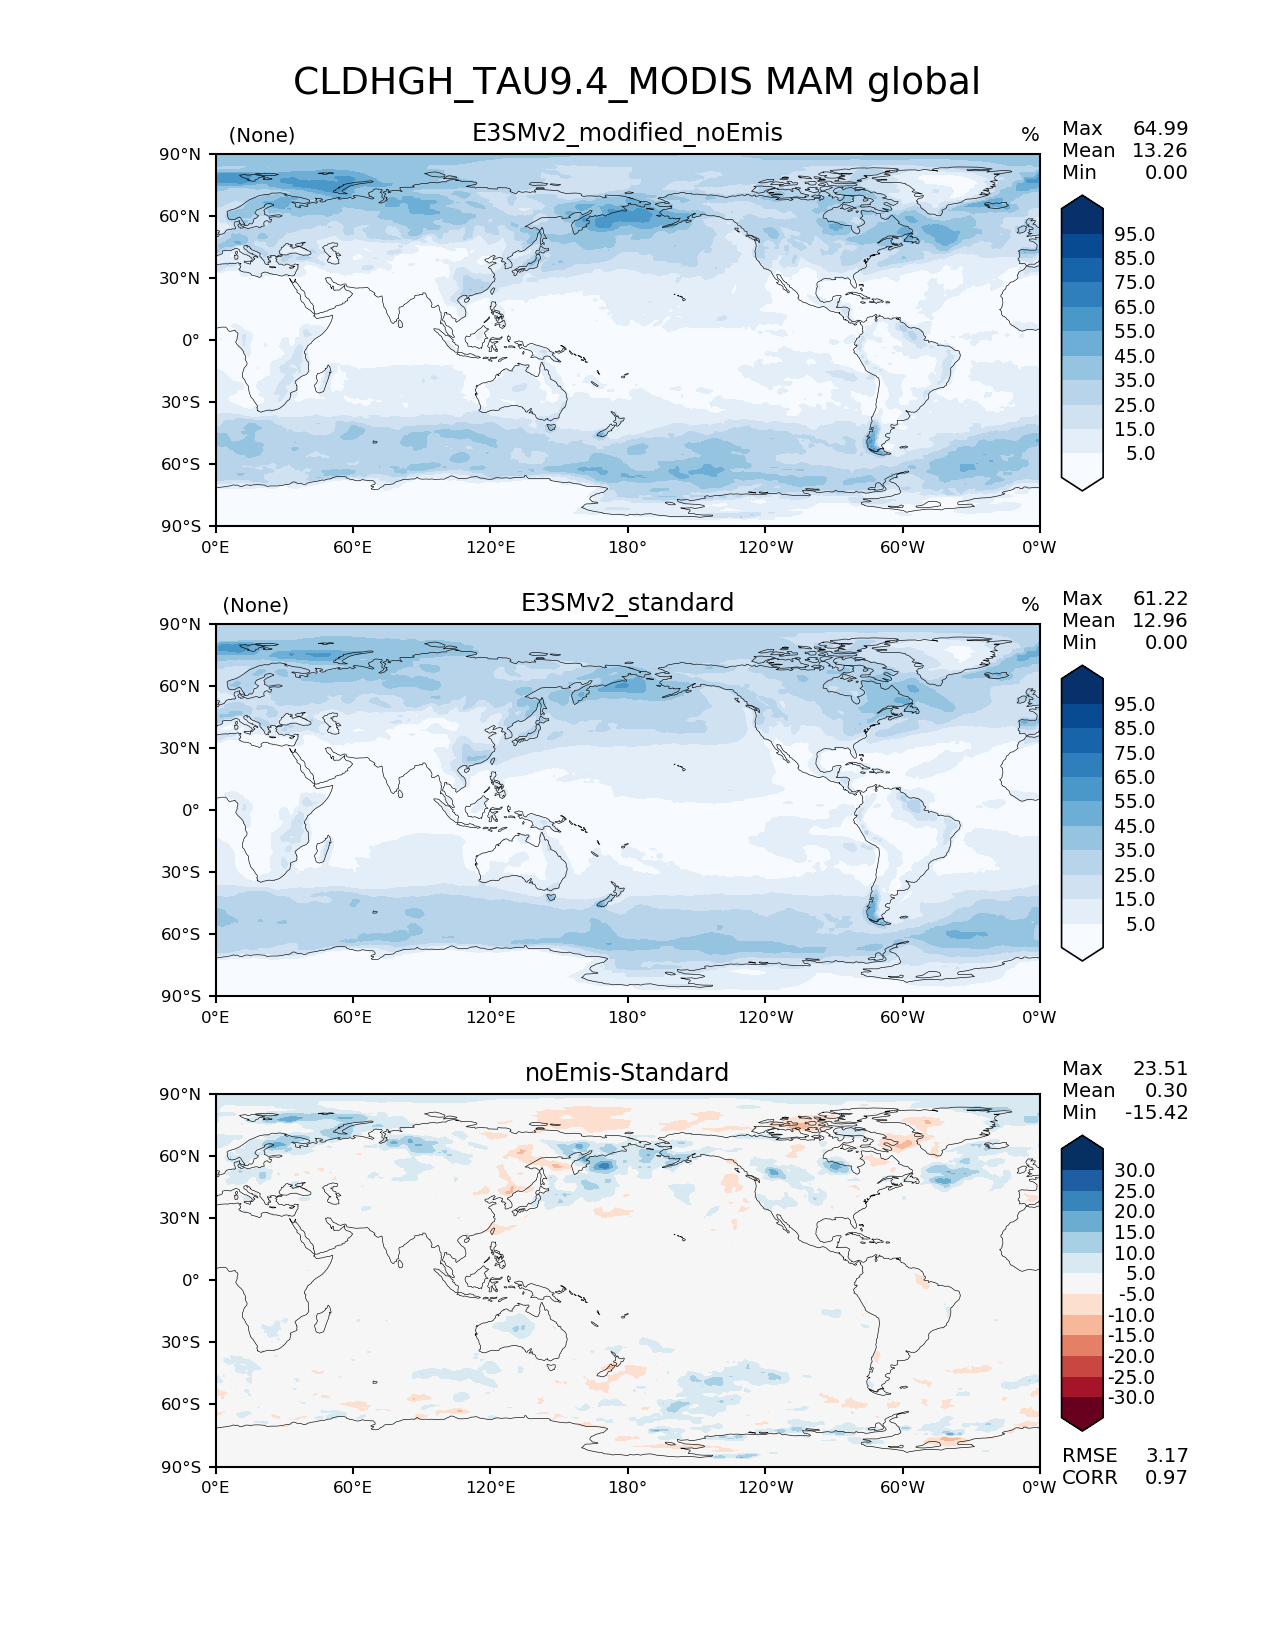 CLDHGH_TAU9.4_MODIS MAM global
(None) E3SMv2_modified_noEmis %
Max 64.99
Mean 13.26
Min 0.00
90°N
60°N
30°N
0°
30°S
60°S
90°S
0°E 60°E 120°E 180° 120°W 60°W 0°W
95.0
85.0
75.0
65.0
55.0
45.0
35.0
25.0
15.0
5.0
(None) E3SMv2_standard %
Max 61.22
Mean 12.96
Min 0.00
90°N
60°N
30°N
0°
30°S
60°S
90°S
0°E 60°E 120°E 180° 120°W 60°W 0°W
95.0
85.0
75.0
65.0
55.0
45.0
35.0
25.0
15.0
5.0
noEmis-Standard
Max 23.51
Mean 0.30
Min -15.42
90°N
60°N
30°N
0°
30°S
60°S
90°S
0°E 60°E 120°E 180° 120°W 60°W 0°W
30.0
25.0
20.0
15.0
10.0
5.0
-5.0
-10.0
-15.0
-20.0
-25.0
-30.0
RMSE 3.17
CORR 0.97